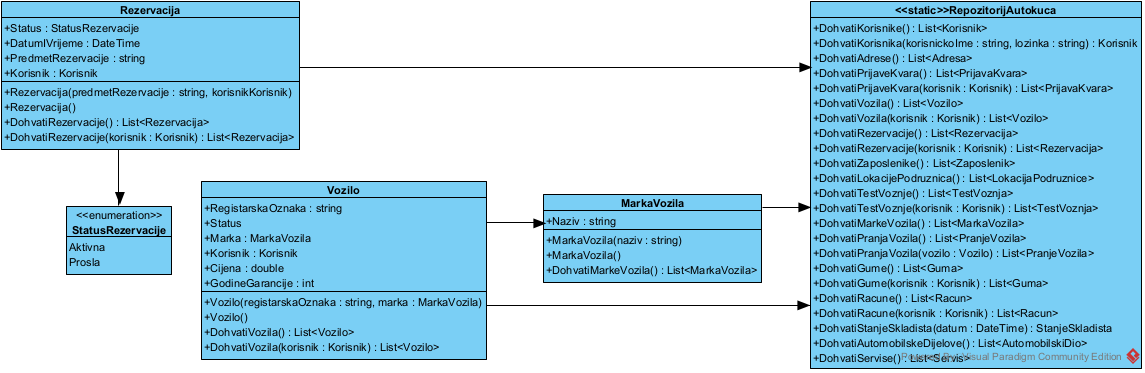 Rezervacija
+Status : StatusRezervacije
+DatumIVrijeme : DateTime
+PredmetRezervacije : string
+Korisnik : Korisnik
+Rezervacija(predmetRezervacije : string, korisnikKorisnik)
+Rezervacija()
+DohvatiRezervacije() : List<Rezervacija>
+DohvatiRezervacije(korisnik : Korisnik) : List<Rezervacija>
<<enumeration>>
StatusRezervacije
Aktivna
Prosla
Vozilo
+RegistarskaOznaka : string
+Status
+Marka : MarkaVozila
+Korisnik : Korisnik
+Cijena : double
+GodineGarancije : int
+Vozilo(registarskaOznaka : string, marka : MarkaVozila)
+Vozilo()
+DohvatiVozila() : List<Vozilo>
+DohvatiVozila(korisnik : Korisnik) : List<Vozilo>
MarkaVozila
+Naziv : string
+MarkaVozila(naziv : string)
+MarkaVozila()
+DohvatiMarkeVozila() : List<MarkaVozila>
<<static>>RepozitorijAutokuca
+DohvatiKorisnike() : List<Korisnik>
+DohvatiKorisnika(korisnickoIme : string, lozinka : string) : Korisnik
+DohvatiAdrese() : List<Adresa>
+DohvatiPrijaveKvara() : List<PrijavaKvara>
+DohvatiPrijaveKvara(korisnik : Korisnik) : List<PrijavaKvara>
+DohvatiVozila() : List<Vozilo>
+DohvatiVozila(korisnik : Korisnik) : List<Vozilo>
+DohvatiRezervacije() : List<Rezervacija>
+DohvatiRezervacije(korisnik : Korisnik) : List<Rezervacija>
+DohvatiZaposlenike() : List<Zaposlenik>
+DohvatiLokacijePodruznica() : List<LokacijaPodruznice>
+DohvatiTestVoznje() : List<TestVoznja>
+DohvatiTestVoznje(korisnik : Korisnik) : List<TestVoznja>
+DohvatiMarkeVozila() : List<MarkaVozila>
+DohvatiPranjaVozila() : List<PranjeVozila>
+DohvatiPranjaVozila(vozilo : Vozilo) : List<PranjeVozila>
+DohvatiGume() : List<Guma>
+DohvatiGume(korisnik : Korisnik) : List<Guma>
+DohvatiRacune() : List<Racun>
+DohvatiRacune(korisnik : Korisnik) : List<Racun>
+DohvatiStanjeSkladista(datum : DateTime) : StanjeSkladista
+DohvatiAutomobilskeDijelove() : List<AutomobilskiDio>
+DohvatiServise() : List<Servis>
Powered By Visual Paradigm Community Edition